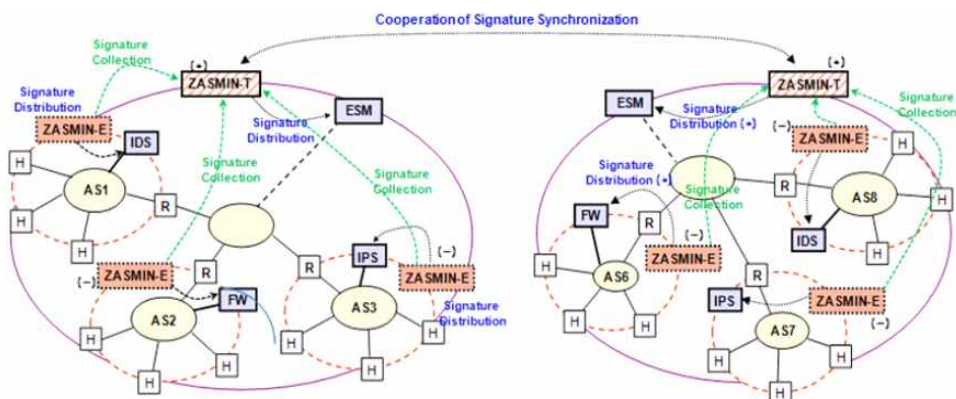 Cooperation of Signature Synchronization
Signature
Collection
(+)
ZASMIN-T
Signature
Distribution
ZASMIN-E
IDS
H
AS1
R
H
H
Signature
Distribution
ESM
Signature
Collection
Signature
Collection
(-)
ZASMIN-E
R
FW
AS2
H
H
H
R
IPS
(-)
ZASMIN-E
AS3
Signature
Distribution
H
H
H
(+)
ZASMIN-T
ESM
Signature
Distribution (+)
Signature
Collection
(-)
ZASMIN-E
H
R
AS8
H
IDS
H
Signature
Distribution (+)
Signature
Collection
FW
R
(-)
ZASMIN-E
H
AS6
H
H
R
IPS
ZASMIN-E
(-)
AS7
H
H
H